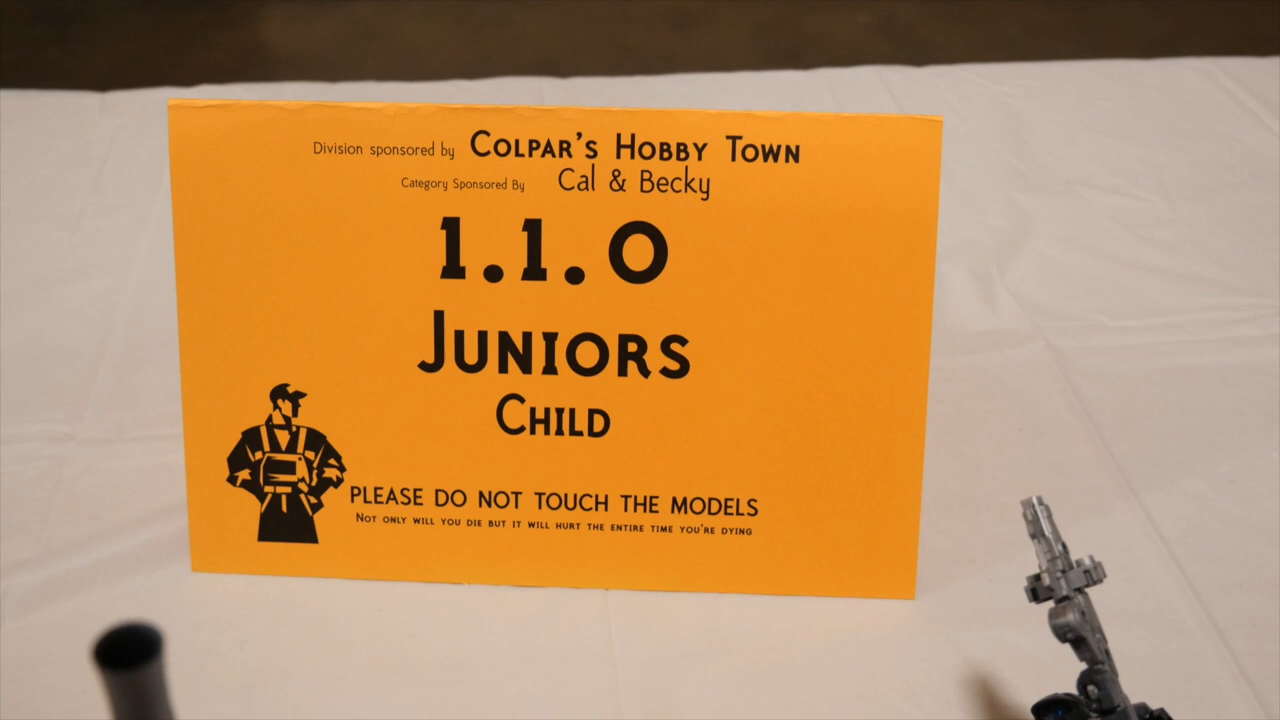 Division sponsored by COLPAR'S HOBBY TOWN
Category Sponsored By Cal & Becky
1.1.0
JUNIORS
CHILD
PLEASE DO NOT TOUCH THE MODELS
NOT ONLY WILL YOU DIE BUT IT WILL HURT THE ENTIRE TIME YOU'RE DYING